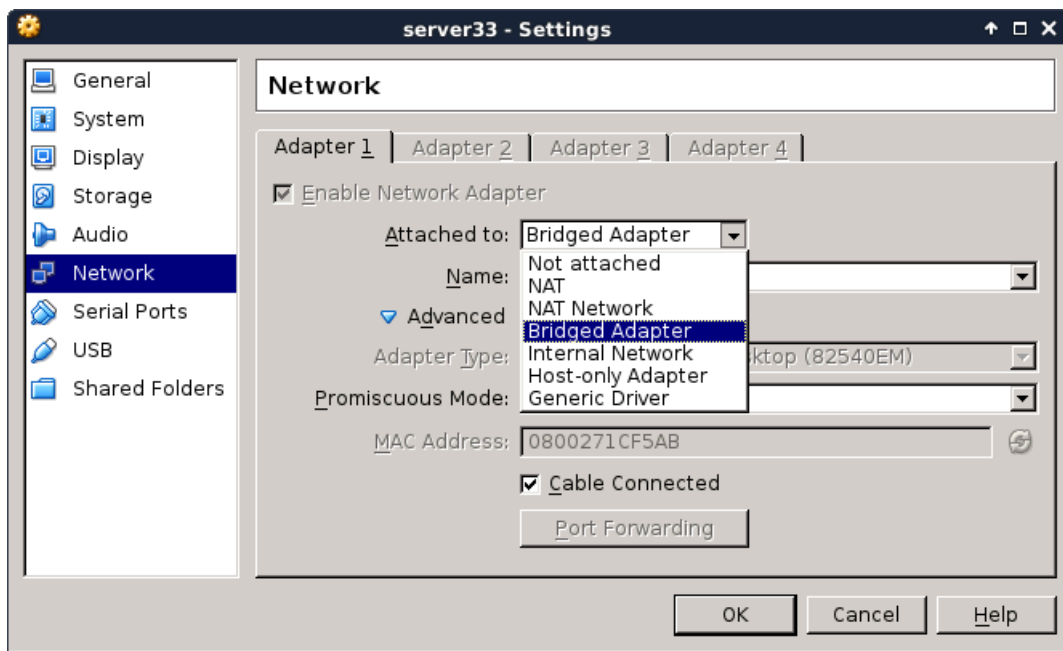 server33 - Settings
General
System
Display
Storage
Audio
Network
Serial Ports
USB
Shared Folders
Network
Adapter 1 Adapter 2 Adapter 3 Adapter 4
Enable Network Adapter
Attached to: Bridged Adapter
Not attached
NAT
NAT Network
Bridged Adapter
Internal Network
Host-only Adapter
Generic Driver
Name:
Advanced
Adapter Type: ktop (82540EM)
Promiscuous Mode:
MAC Address: 0800271CF5AB
Cable Connected
Port Forwarding
OK Cancel Help